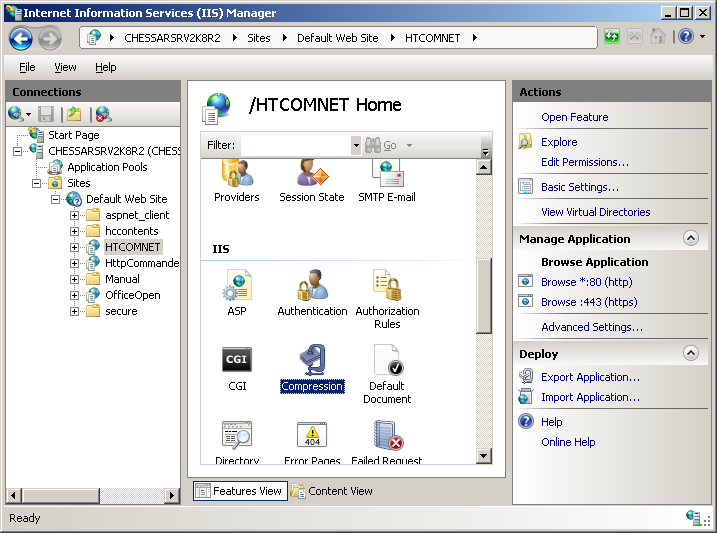 Internet Information Services (IIS) Manager
CHESSARSRV2K8R2 Sites Default Web Site HTCOMNET
File View Help
Connections
Start Page
CHESSARSRV2K8R2 (CHESS
Application Pools
Sites
Default Web Site
aspnet_client
hccontents
HTCOMNET
HttpCommande
Manual
OfficeOpen
secure
/HTCOMNET Home
Filter: Go
Providers Session State SMTP E-mail
IIS
ASP Authentication Authorization
Rules
CGI
CGI Compression Default
Document
404
Directory Error Pages Failed Request
Features View Content View
Actions
Open Feature
Explore
Edit Permissions...
Basic Settings...
View Virtual Directories
Manage Application
Browse Application
Browse *:80 (http)
Browse :443 (https)
Advanced Settings...
Deploy
Export Application...
Import Application...
Help
Online Help
Ready